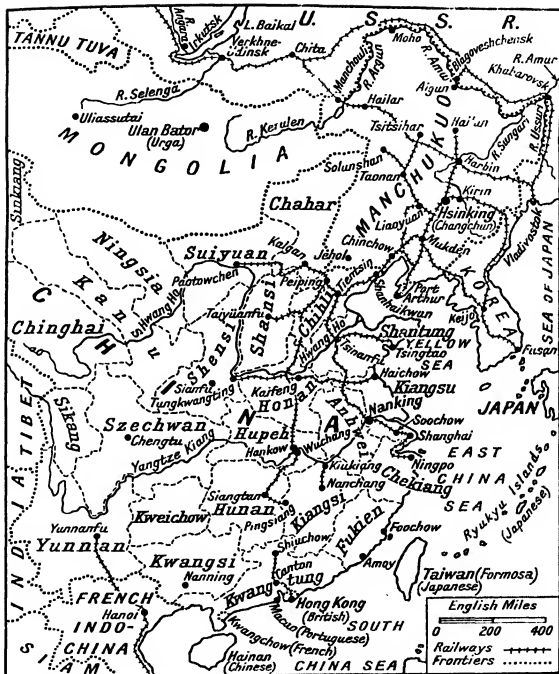 U. S. S. R.
L. Baikal
R. Angara
Irkutsk
TANNU TUVA
Verkhne-
udinsk
Chita
Moho
Blagoveshchensk
R. Amur
R. Amur
Khabarovsk
Manchouli
R. Argun
Aigun
R. Selenga
Hailar
R. Ussuri
Uliassutai
Ulan Bator
(Urga)
R. Kerulen
Tsitsihar
Hai'un
R. Sungari
MONGOLIA
Solunshan
Harbin
Taonan
MANCHUKUO
Kirin
Sinkiang
Chahar
Lianyuan
Hsinking
(Changchun)
Vladivostok
Ningsia
Suiyuan
Kalgan
Jehol
Chinchow
Mukden
SEA OF JAPAN
Kansu
Paotowchen
Peiping
Tientsin
Shanhaikwan
Port
Arthur
KOREA
CHINA
Hwang Ho
Shansi
Chihli
Keijo
Chinghai
Taiyüanfu
Shantung
Shensi
Hwang Ho
Tsinanfu
YELLOW
SEA
Tsingtao
Fusan
Sianfu
Tungkwangting
Kaifeng
Honan
Haichow
Kiangsu
JAPAN
TIBET
Sikang
Szechwan
Chengtu
Hupeh
Anhwei
Nanking
Soochow
Shanghai
Yangtze Kiang
Hankow
Wuchang
Ningpo
EAST
CHINA
SEA
Kiukiang
Chekiang
Nanchang
Siangtan
Hunan
Kiangsi
Kweichow
Pingsiang
Ryukyu Islands
(Japanese)
Yunnanfu
Fukien
Foochow
Yunnan
Kwangsi
Shiuchow
Nanning
Canton
Amoy
Kwangtung
Taiwan (Formosa)
(Japanese)
INDIA
FRENCH
INDO-
CHINA
Hanoi
Hong Kong
(British)
Macao (Portuguese)
Kwangchow (French)
SOUTH
CHINA SEA
Hainan
(Chinese)
SIAM
English Miles
0 200 400
Railways
Frontiers